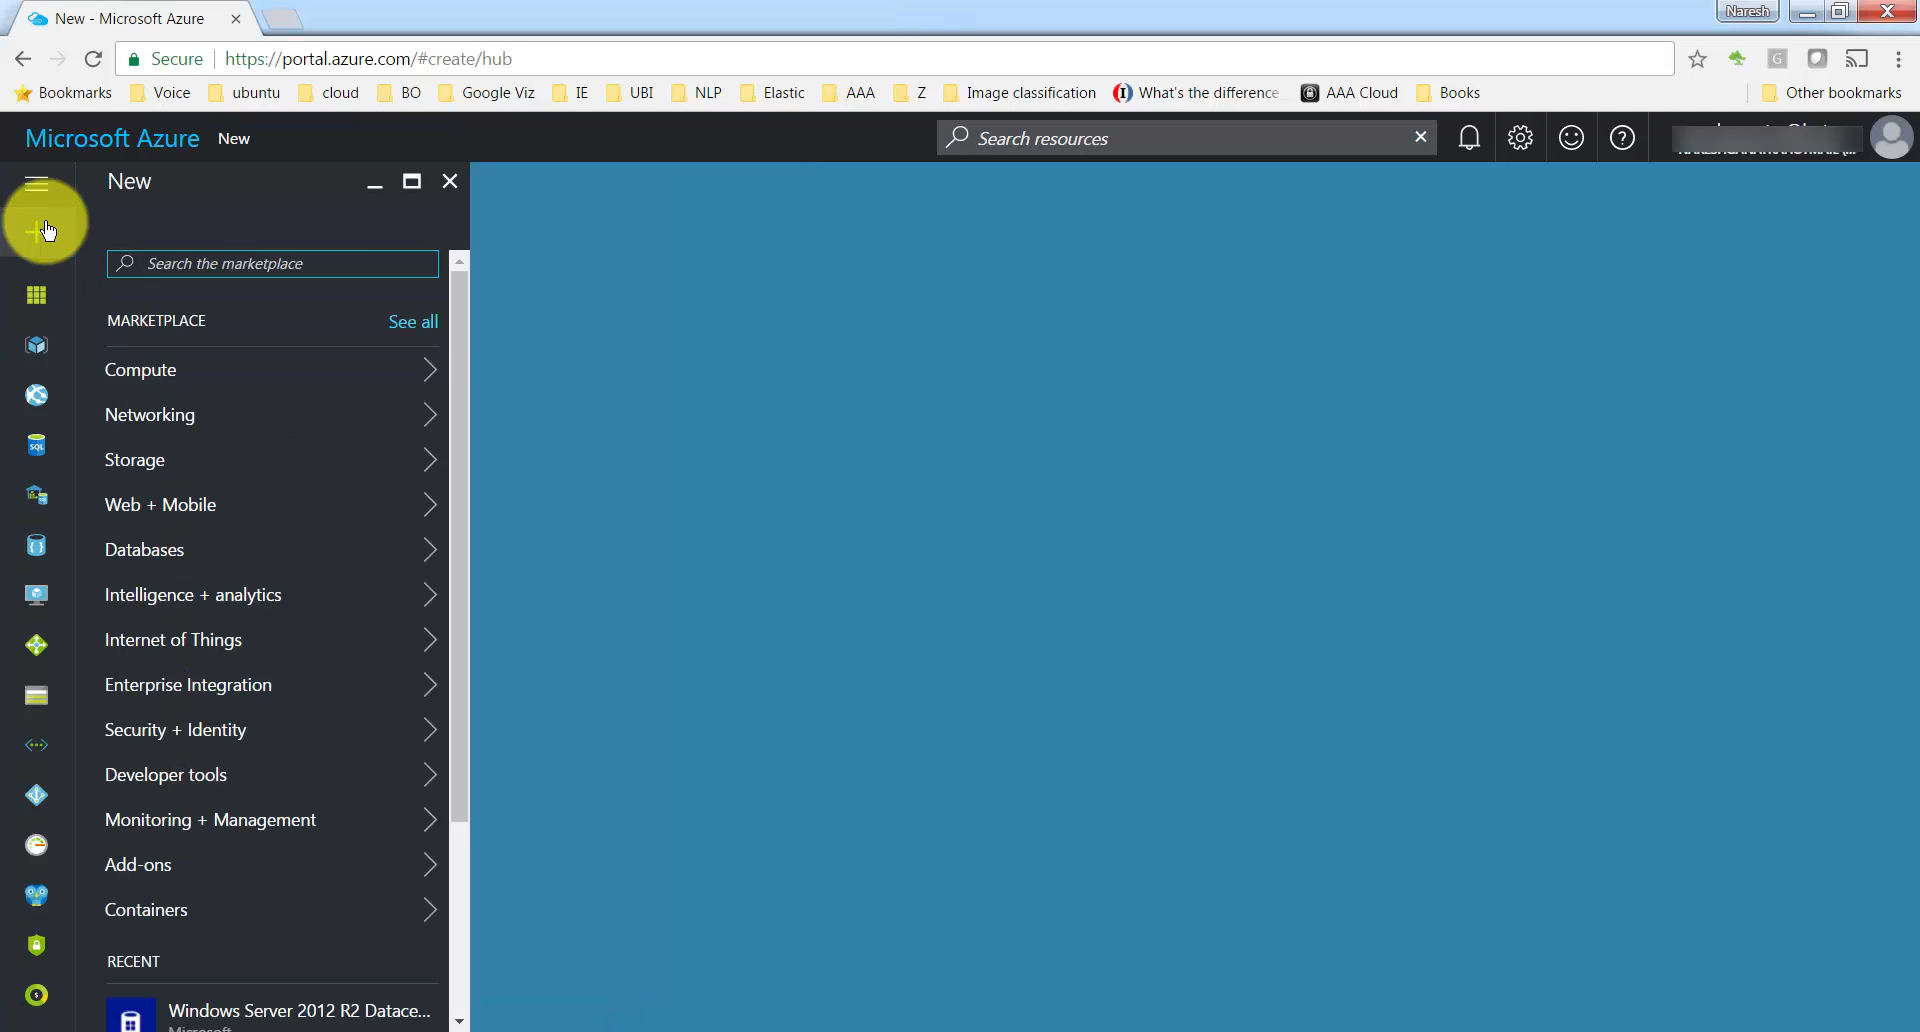 New - Microsoft Azure
Naresh
Secure https://portal.azure.com/#create/hub
Bookmarks Voice ubuntu cloud BO Google Viz IE UBI NLP Elastic AAA Z Image classification What's the difference AAA Cloud Books Other bookmarks
Microsoft Azure New Search resources
New
Search the marketplace
MARKETPLACE See all
Compute
Networking
Storage
Web + Mobile
Databases
Intelligence + analytics
Internet of Things
Enterprise Integration
Security + Identity
Developer tools
Monitoring + Management
Add-ons
Containers
RECENT
Windows Server 2012 R2 Datace...
Microsoft